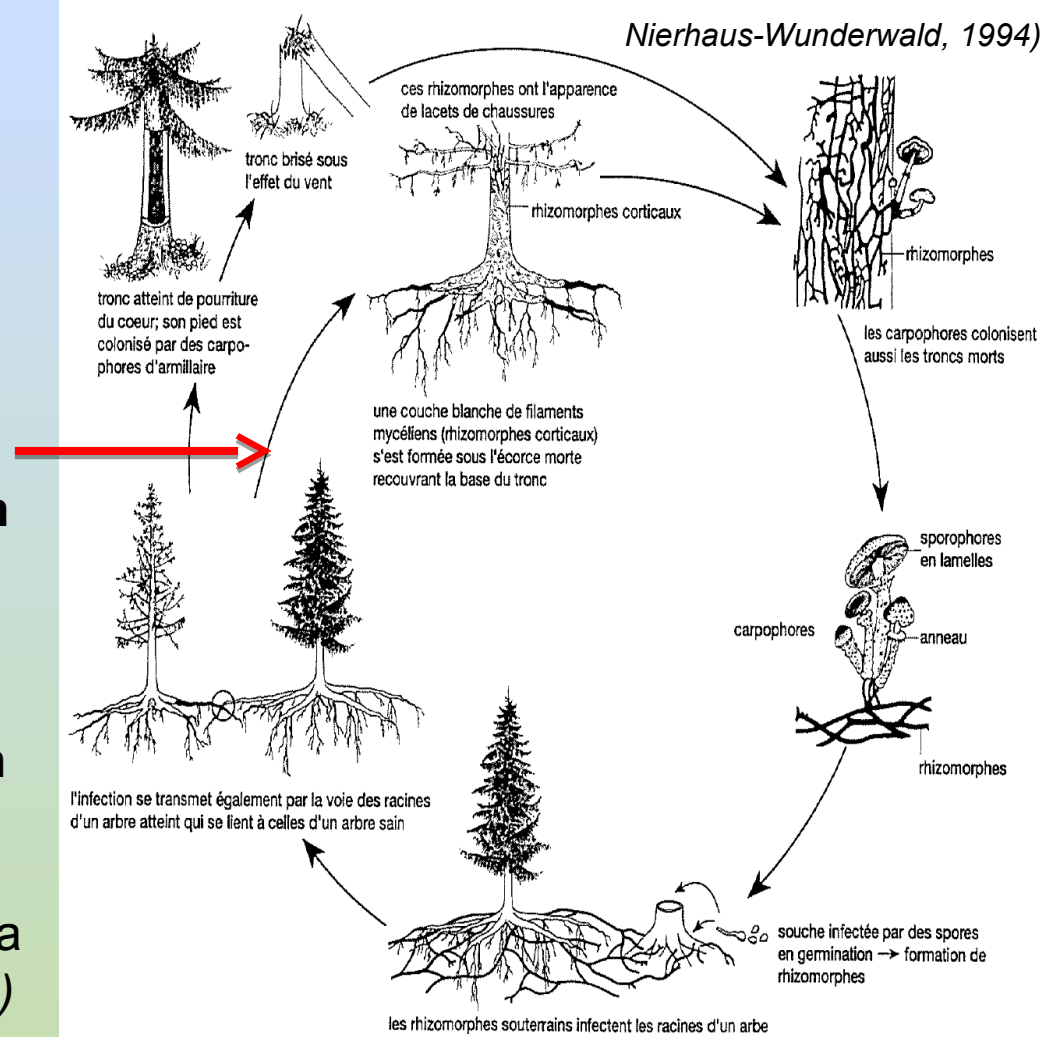 Nierhaus-Wunderwald, 1994)
ces rhizomorphes ont l'apparence
de lacets de chaussures
tronc brisé sous
l'effet du vent
rhizomorphes corticaux
rhizomorphes
tronc atteint de pourriture
du coeur; son pied est
colonisé par des carpo-
phores d'armillaire
les carpophores colonisent
aussi les troncs morts
une couche blanche de filaments
mycéliens (rhizomorphes corticaux)
s'est formée sous l'écorce morte
recouvrant la base du tronc
sporophores
en lamelles
carpophores
anneau
rhizomorphes
l'infection se transmet également par la voie des racines
d'un arbre atteint qui se lient à celles d'un arbre sain
souche infectée par des spores
en germination → formation de
rhizomorphes
les rhizomorphes souterrains infectent les racines d'un arbe
a
)